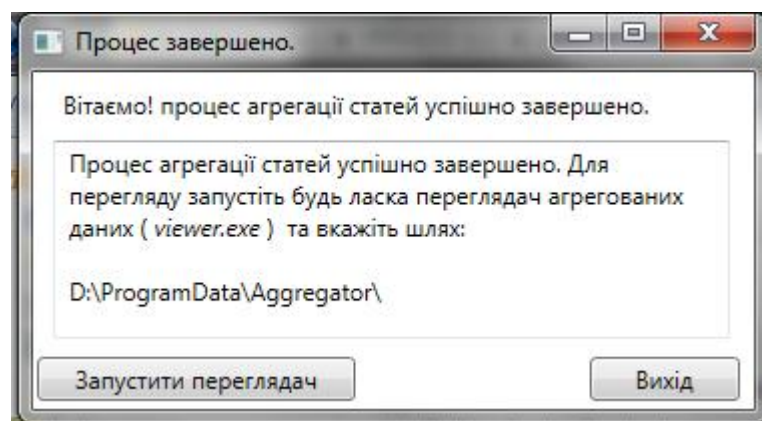 Процес завершено.
Вітаємо! процес агрегації статей успішно завершено.
Процес агрегації статей успішно завершено. Для
перегляду запустіть будь ласка переглядач агрегованих
даних ( viewer.exe ) та вкажіть шлях:
D:\ProgramData\Aggregator\
Запустити переглядач
Вихід